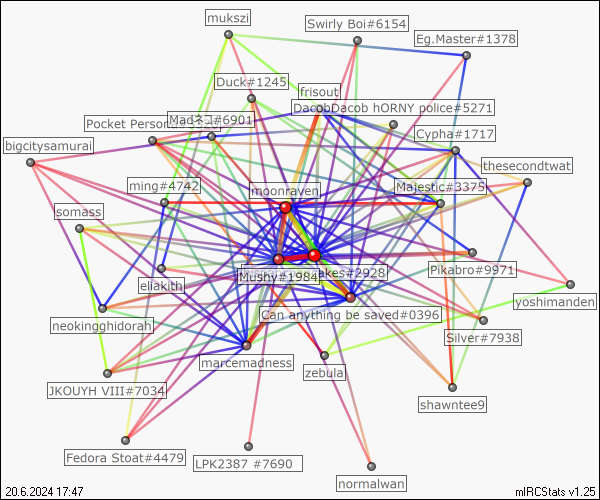 mukszi
Swirly Boi#6154
Eg.Master#1378
Duck#1245
frisout
DacobDacob hORNY police#5271
Pocket Person
Madネコ#6901
Cypha#1717
bigcitysamurai
thesecondtwat
ming#4742
moonraven
Majestic#3375
somass
Mushy#1984
akes#2928
Pikabro#9971
eliakith
yoshimanden
Can anything be saved#0396
neokingghidorah
Silver#7938
marcemadness
zebula
JKOUYH VIII#7034
shawntee9
Fedora Stoat#4479
LPK2387 #7690
normalwan
20.6.2024 17:47
mIRCStats v1.25